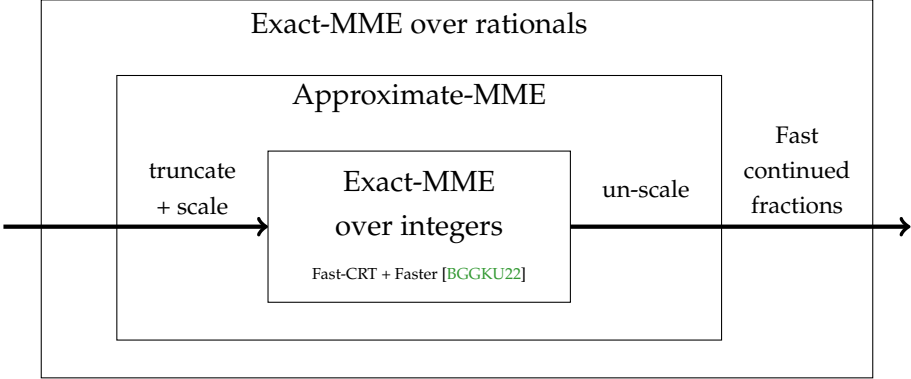 Exact-MME over rationals
Approximate-MME
truncate
+ scale
Exact-MME
over integers
Fast-CRT + Faster [BGGKU22]
un-scale
Fast
continued
fractions